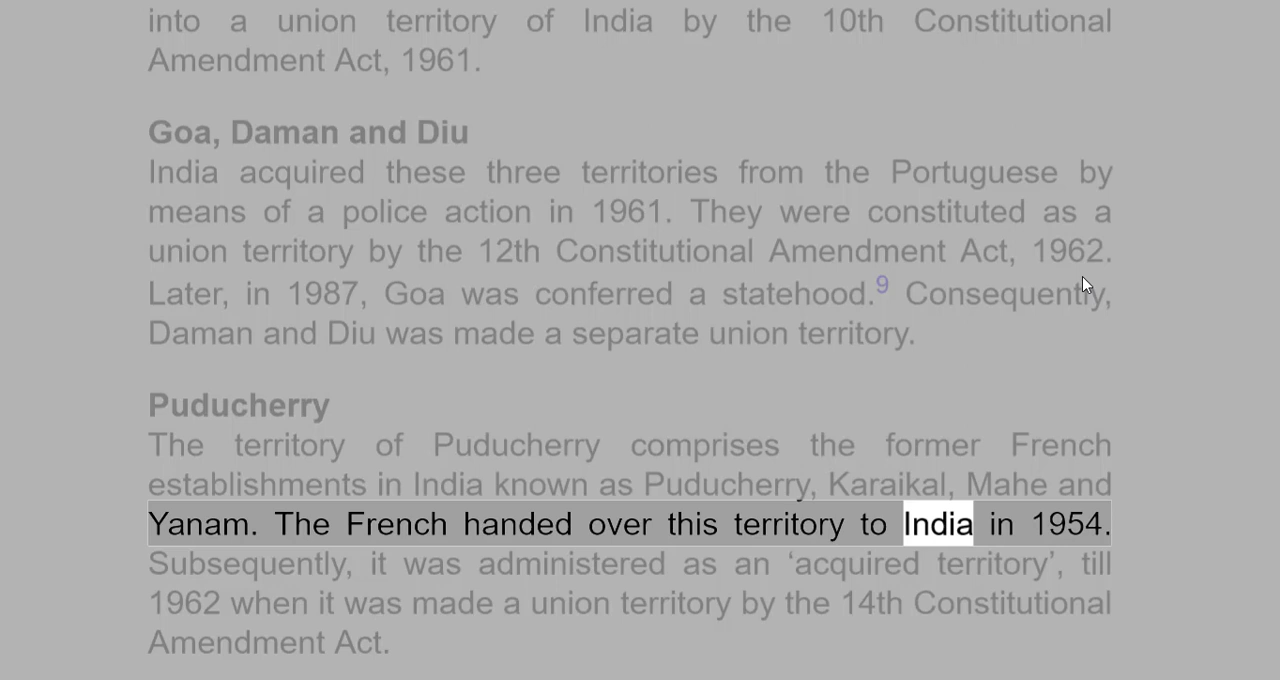 into a union territory of India by the 10th Constitutional
Amendment Act, 1961.
Goa, Daman and Diu
India acquired these three territories from the Portuguese by
means of a police action in 1961. They were constituted as a
union territory by the 12th Constitutional Amendment Act, 1962.
Later, in 1987, Goa was conferred a statehood.9 Consequently,
Daman and Diu was made a separate union territory.
Puducherry
The territory of Puducherry comprises the former French
establishments in India known as Puducherry, Karaikal, Mahe and
Yanam. The French handed over this territory to India in 1954.
Subsequently, it was administered as an ‘acquired territory’, till
1962 when it was made a union territory by the 14th Constitutional
Amendment Act.